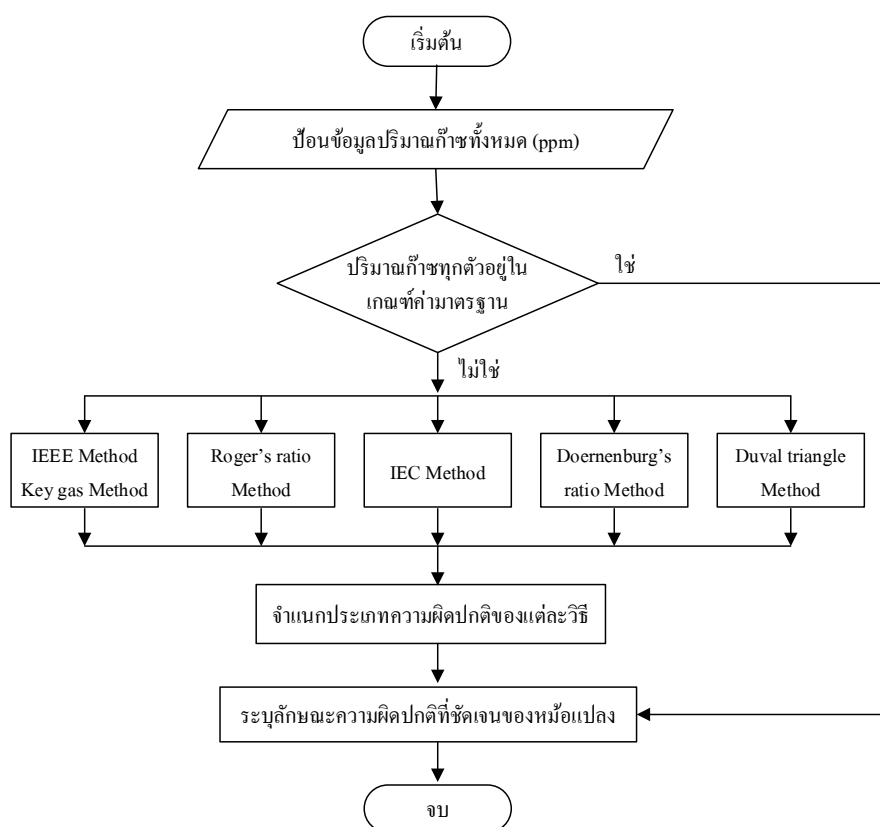 เริ่มต้น
ป้อนข้อมูลปริมาณก๊าซทั้งหมด (ppm)
ปริมาณก๊าซทุกตัวอยู่ใน
เกณฑ์ค่ามาตรฐาน
ใช่
ไม่ใช่
IEEE Method
Key gas Method
Roger's ratio
Method
IEC Method
Doernenburg's
ratio Method
Duval triangle
Method
จำแนกประเภทความผิดปกติของแต่ละวิธี
ระบุลักษณะความผิดปกติที่ชัดเจนของหม้อแปลง
จบ